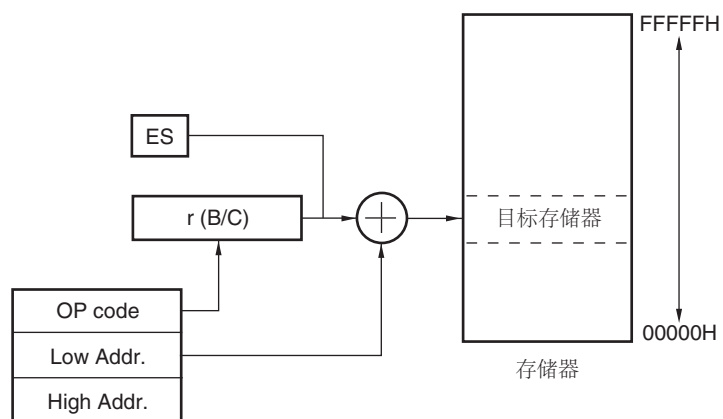 FFFFFH
ES
r (B/C)
目标存储器
OP code
Low Addr.
High Addr.
00000H
存储器